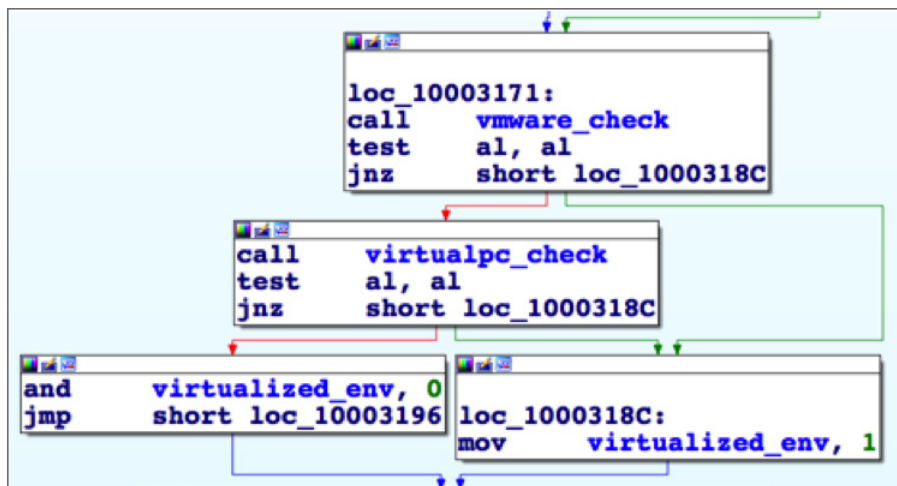 loc_10003171:
call vmware_check
test al, al
jnz short loc_1000318C
call virtualpc_check
test al, al
jnz short loc_1000318C
and virtualized_env, 0
jmp short loc_10003196
loc_1000318C:
mov virtualized_env, 1